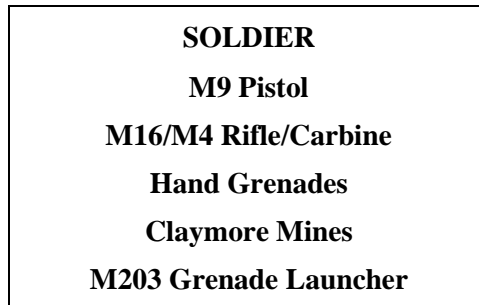 SOLDIER
M9 Pistol
M16/M4 Rifle/Carbine
Hand Grenades
Claymore Mines
M203 Grenade Launcher